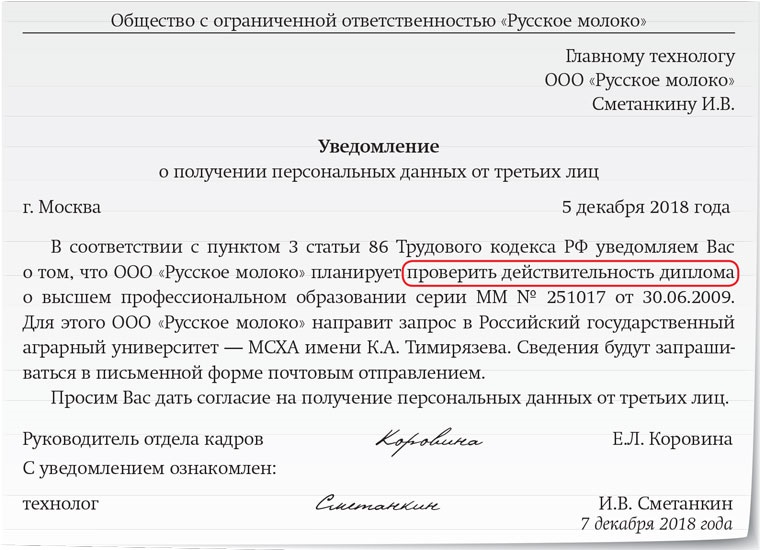 Общество с ограниченной ответственностью «Русское молоко»
Главному технологу
ООО «Русское молоко»
Сметанкину И.В.
Уведомление
о получении персональных данных от третьих лиц
г. Москва 5 декабря 2018 года
В соответствии с пунктом 3 статьи 86 Трудового кодекса РФ уведомляем Вас
о том, что ООО «Русское молоко» планирует проверить действительность диплома
о высшем профессиональном образовании серии ММ № 251017 от 30.06.2009.
Для этого ООО «Русское молоко» направит запрос в Российский государственный
аграрный университет — МСХА имени К.А. Тимирязева. Сведения будут запраши-
ваться в письменной форме почтовым отправлением.
Просим Вас дать согласие на получение персональных данных от третьих лиц.
Руководитель отдела кадров Коровина Е.Л. Коровина
С уведомлением ознакомлен:
технолог Сметанкин И.В. Сметанкин
7 декабря 2018 года